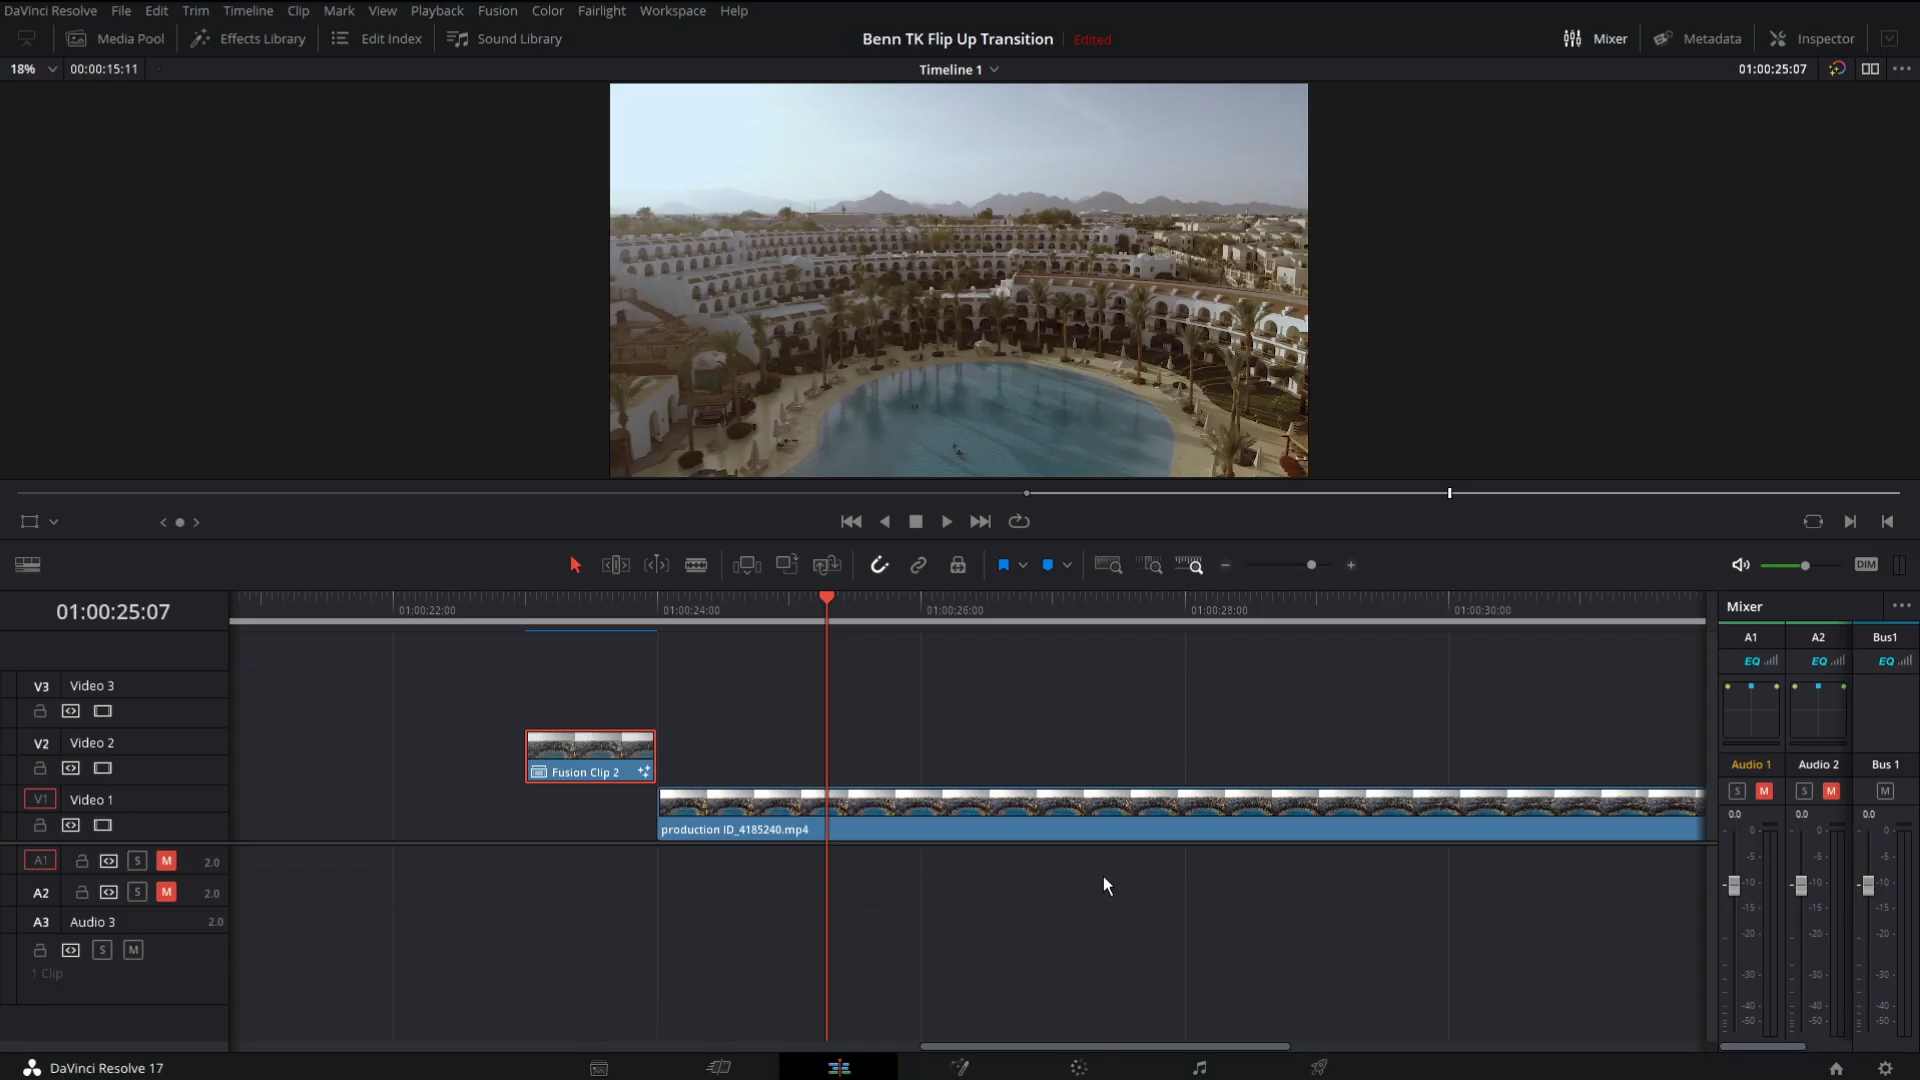 DaVinci Resolve File Edit Trim Timeline Clip Mark View Playback Fusion Color Fairlight Workspace Help
Media Pool Effects Library Edit Index Sound Library Benn TK Flip Up Transition Edited Mixer Metadata Inspector
18% 00:00:15:11 Timeline 1 01:00:25:07
DIM
01:00:25:07 01:00:22:00 01:00:24:00 01:00:26:00 01:00:28:00 01:00:30:00 Mixer
A1 A2 Bus1
EQ EQ EQ
V3 Video 3
V2 Video 2
Fusion Clip 2
Audio 1 Audio 2 Bus 1
V1 Video 1
S M S M M
production ID_4185240.mp4
0.0 0.0 0.0
A1 S M 2.0
A2 S M 2.0
A3 Audio 3 2.0
S M
1 Clip
0 0 0
-5 -5 -5
-10 -10 -10
-15 -15 -15
-20 -20 -20
-30 -30 -30
-40 -40 -40
-50 -50 -50
DaVinci Resolve 17